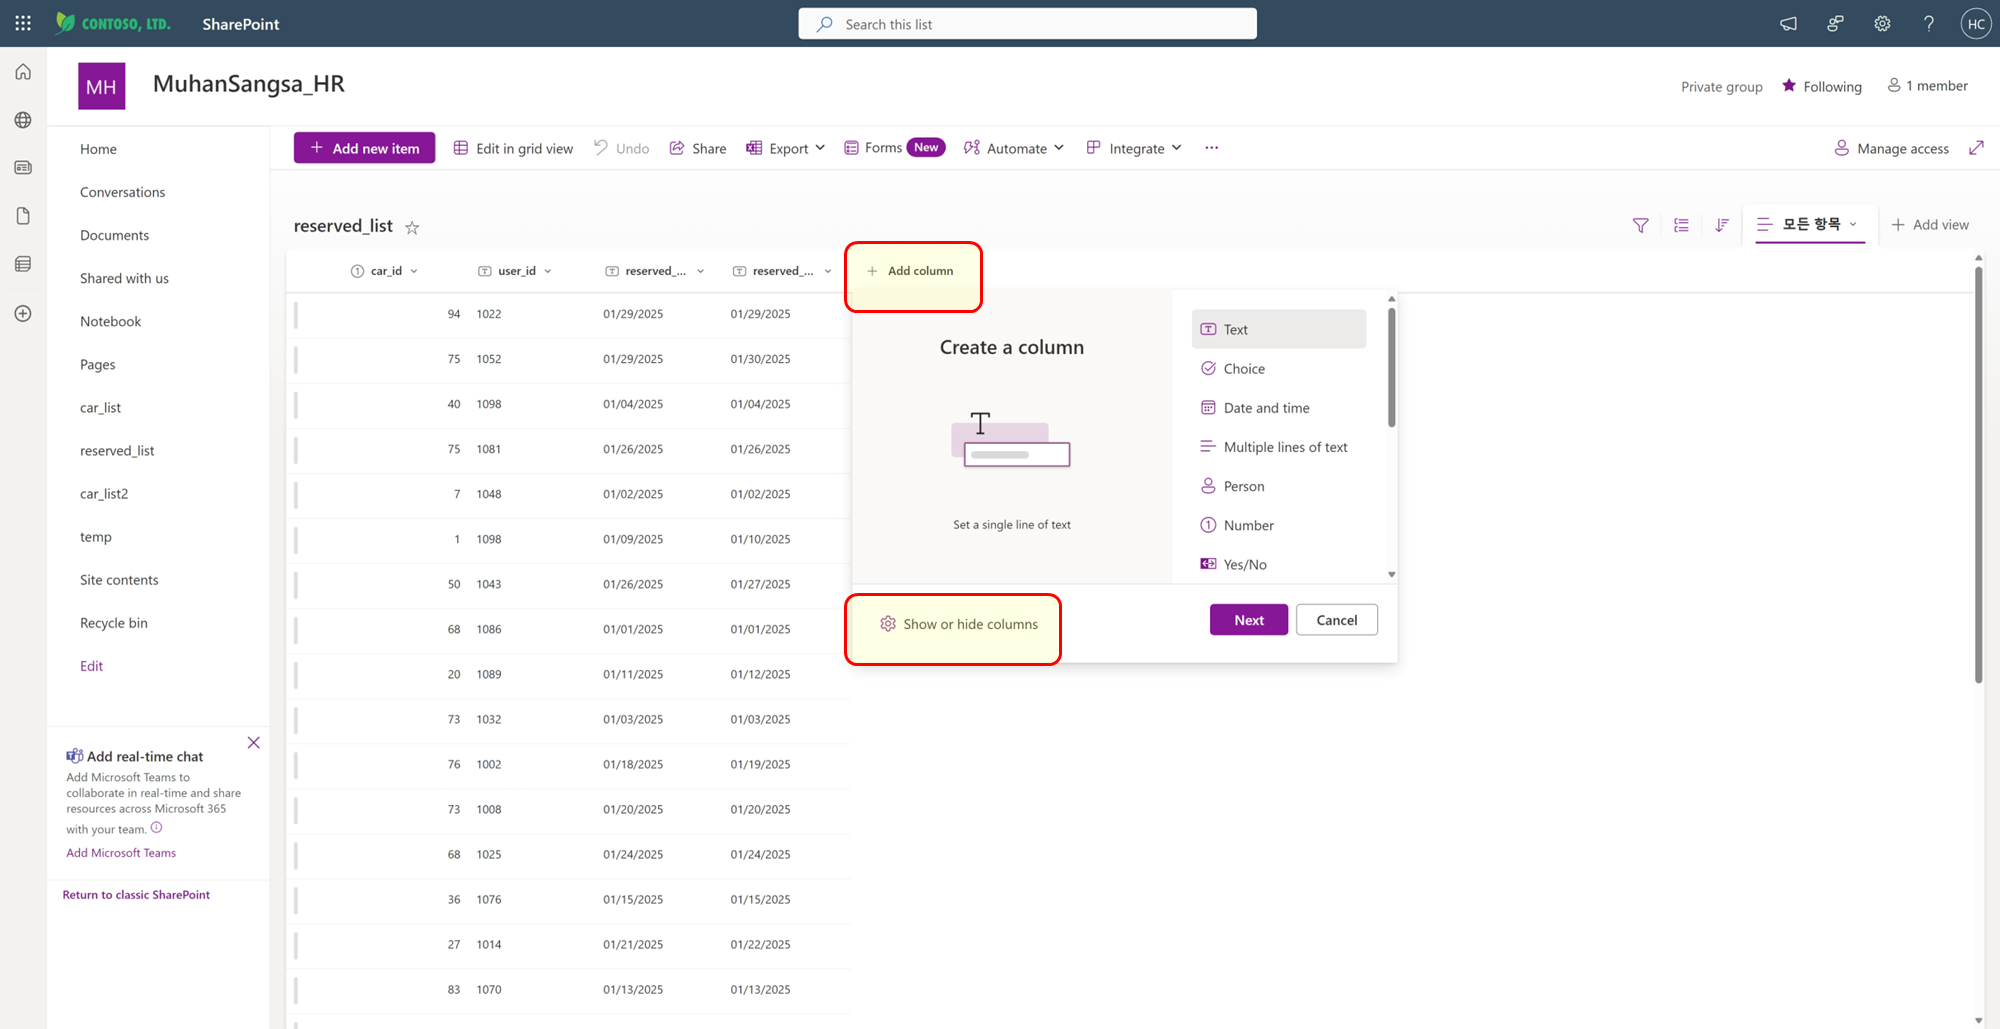 CONTOSO, LTD.
SharePoint
Search this list
HC
MH
MuhanSangsa_HR
Private group
Following
1 member
Home
Conversations
Documents
Shared with us
Notebook
Pages
car_list
reserved_list
car_list2
temp
Site contents
Recycle bin
Edit
Add real-time chat
Add Microsoft Teams to
collaborate in real-time and share
resources across Microsoft 365
with your team.
Add Microsoft Teams
Return to classic SharePoint
Add new item
Edit in grid view
Undo
Share
Export
Forms New
Automate
Integrate
Manage access
reserved_list
모든 항목
Add view
car_id user_id reserved_... reserved_... Add column
94 1022 01/29/2025 01/29/2025
75 1052 01/29/2025 01/30/2025
40 1098 01/04/2025 01/04/2025
75 1081 01/26/2025 01/26/2025
7 1048 01/02/2025 01/02/2025
1 1098 01/09/2025 01/10/2025
50 1043 01/26/2025 01/27/2025
68 1086 01/01/2025 01/01/2025
20 1089 01/11/2025 01/12/2025
73 1032 01/03/2025 01/03/2025
76 1002 01/18/2025 01/19/2025
73 1008 01/20/2025 01/20/2025
68 1025 01/24/2025 01/24/2025
36 1076 01/15/2025 01/15/2025
27 1014 01/21/2025 01/22/2025
83 1070 01/13/2025 01/13/2025
Create a column
Set a single line of text
Text
Choice
Date and time
Multiple lines of text
Person
Number
Yes/No
Show or hide columns
Next
Cancel